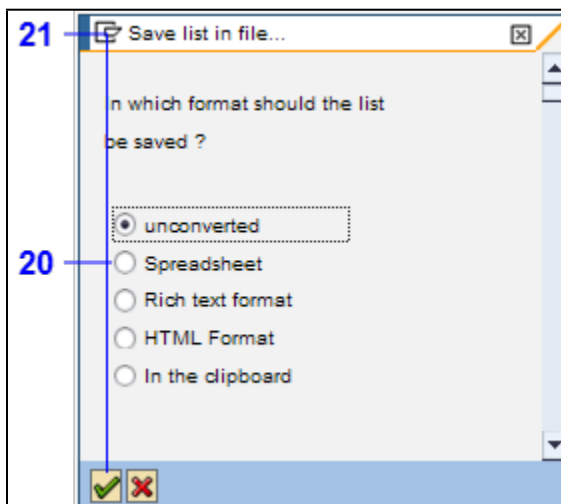 21
Save list in file...
In which format should the list
be saved ?
unconverted
20
Spreadsheet
Rich text format
HTML Format
In the clipboard